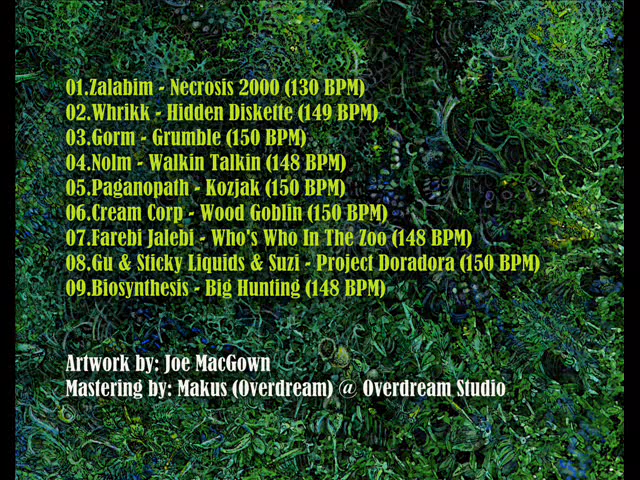 01.Zalabim - Necrosis 2000 (130 BPM)
02.Whrikk - Hidden Diskette (149 BPM)
03.Gorm - Grumble (150 BPM)
04.Nolm - Walkin Talkin (148 BPM)
05.Paganopath - Kozjak (150 BPM)
06.Cream Corp - Wood Goblin (150 BPM)
07.Farebi Jalebi - Who's Who In The Zoo (148 BPM)
08.Gu & Sticky Liquids & Suzi - Project Doradora (150 BPM)
09.Biosynthesis - Big Hunting (148 BPM)
Artwork by: Joe MacGown
Mastering by: Makus (Overdream) @ Overdream Studio